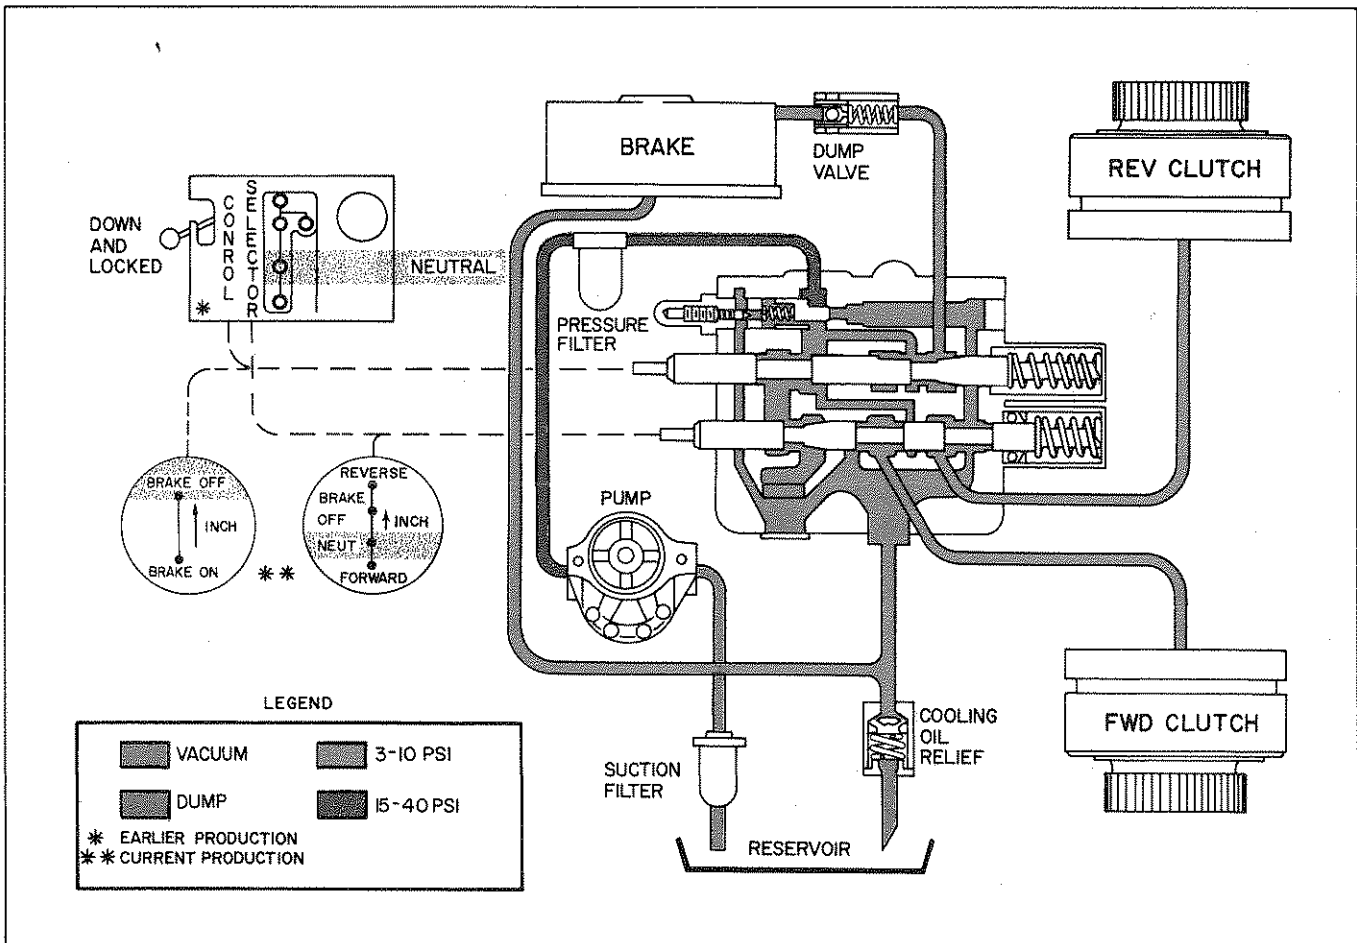 BRAKE
DUMP
VALVE
REV CLUTCH
DOWN
AND
LOCKED
CONROL
SELECTOR
NEUTRAL
*
PRESSURE
FILTER
BRAKE OFF
INCH
BRAKE ON
**
REVERSE
BRAKE
OFF
INCH
NEUT
FORWARD
PUMP
LEGEND
VACUUM
3-10 PSI
DUMP
15-40 PSI
* EARLIER PRODUCTION
** CURRENT PRODUCTION
SUCTION
FILTER
COOLING
OIL
RELIEF
RESERVOIR
FWD CLUTCH